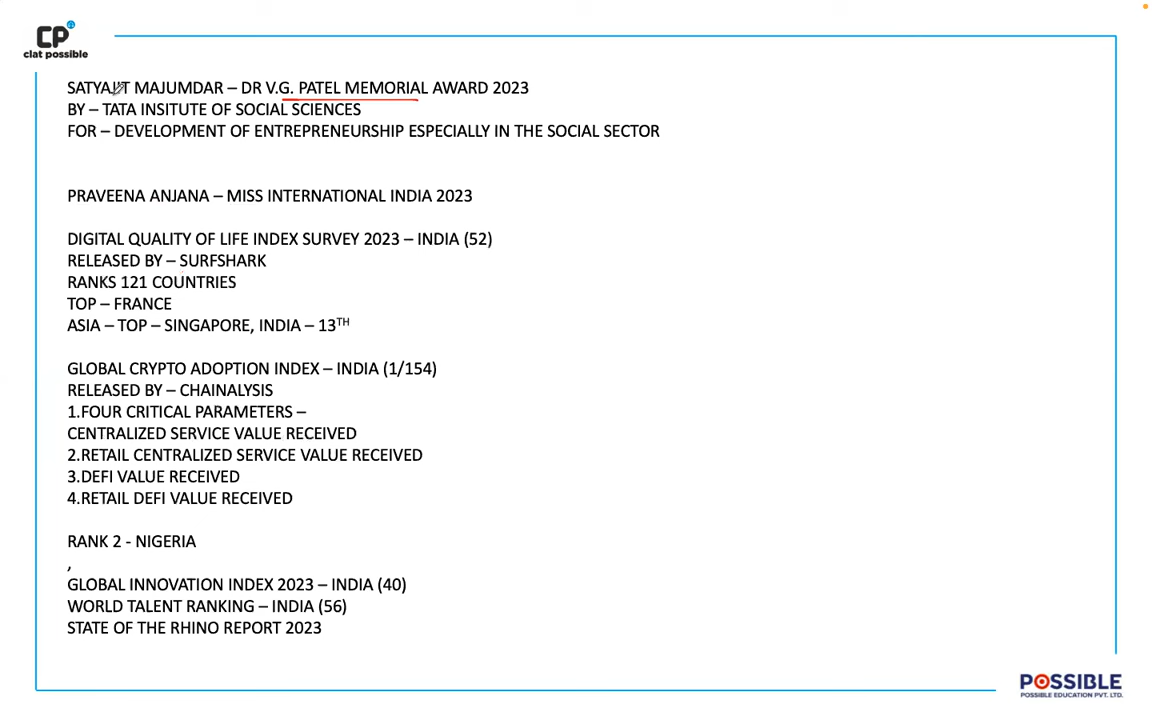 CP
clat possible
SATYAJIT MAJUMDAR – DR V.G. PATEL MEMORIAL AWARD 2023
BY – TATA INSITUTE OF SOCIAL SCIENCES
FOR – DEVELOPMENT OF ENTREPRENEURSHIP ESPECIALLY IN THE SOCIAL SECTOR
PRAVEENA ANJANA – MISS INTERNATIONAL INDIA 2023
DIGITAL QUALITY OF LIFE INDEX SURVEY 2023 – INDIA (52)
RELEASED BY – SURFSHARK
RANKS 121 COUNTRIES
TOP – FRANCE
ASIA – TOP – SINGAPORE, INDIA – 13TH
GLOBAL CRYPTO ADOPTION INDEX – INDIA (1/154)
RELEASED BY – CHAINALYSIS
1.FOUR CRITICAL PARAMETERS –
CENTRALIZED SERVICE VALUE RECEIVED
2.RETAIL CENTRALIZED SERVICE VALUE RECEIVED
3.DEFI VALUE RECEIVED
4.RETAIL DEFI VALUE RECEIVED
RANK 2 - NIGERIA
,
GLOBAL INNOVATION INDEX 2023 – INDIA (40)
WORLD TALENT RANKING – INDIA (56)
STATE OF THE RHINO REPORT 2023
POSSIBLE
POSSIBLE EDUCATION PVT. LTD.